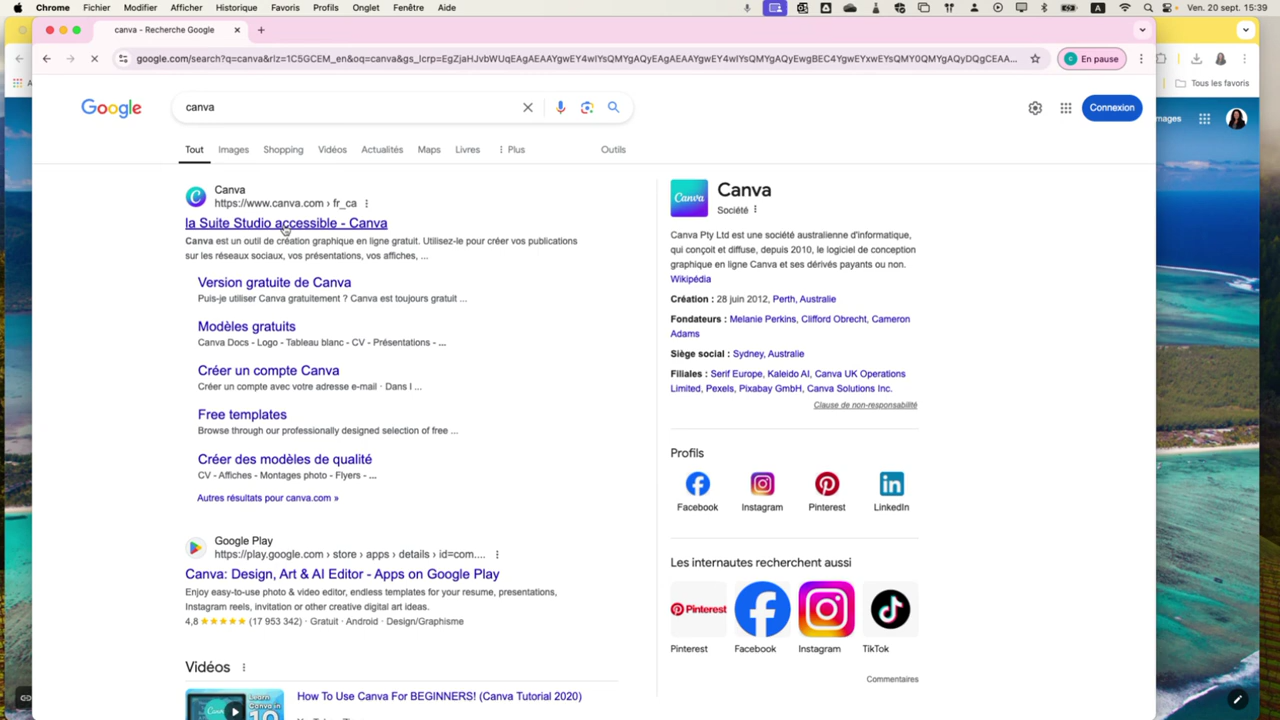 Chrome Fichier Modifier Afficher Historique Favoris Profils Onglet Fenêtre Aide
A
Ven. 20 sept. 15:39
canva - Recherche Google
google.com/search?q=canva&rlz=1C5GCEM_en&oq=canva&gs_lcrp=EgZjaHJvbWUqEAgAEAAYgwEY4wIYsQMYgAQyEAgAEAAYgwEY4wIYsQMYgAQyEwgBEC4YgwEYxwEYsQMY0QMYgAQyDQgCEAA...
C En pause
Tous les favoris
Google
canva
Connexion
Images
Tout Images Shopping Vidéos Actualités Maps Livres Plus Outils
Canva
https://www.canva.com › fr_ca
la Suite Studio accessible - Canva
Canva est un outil de création graphique en ligne gratuit. Utilisez-le pour créer vos publications
sur les réseaux sociaux, vos présentations, vos affiches, ...
Version gratuite de Canva
Puis-je utiliser Canva gratuitement ? Canva est toujours gratuit ...
Modèles gratuits
Canva Docs - Logo - Tableau blanc - CV - Présentations - ...
Créer un compte Canva
Créer un compte avec votre adresse e-mail · Dans l ...
Free templates
Browse through our professionally designed selection of free ...
Créer des modèles de qualité
CV - Affiches - Montages photo - Flyers - ...
Autres résultats pour canva.com »
Google Play
https://play.google.com › store › apps › details › id=com....
Canva: Design, Art & AI Editor - Apps on Google Play
Enjoy easy-to-use photo & video editor, endless templates for your resume, presentations,
Instagram reels, invitation or other creative digital art ideas.
4,8 ★★★★★ (17 953 342) · Gratuit · Android · Design/Graphisme
Vidéos
Learn
Canva in
10
How To Use Canva For BEGINNERS! (Canva Tutorial 2020)
Canva
Canva
Société
Canva Pty Ltd est une société australienne d'informatique,
qui conçoit et diffuse, depuis 2010, le logiciel de conception
graphique en ligne Canva et ses dérivés payants ou non.
Wikipédia
Création : 28 juin 2012, Perth, Australie
Fondateurs : Melanie Perkins, Clifford Obrecht, Cameron
Adams
Siège social : Sydney, Australie
Filiales : Serif Europe, Kaleido AI, Canva UK Operations
Limited, Pexels, Pixabay GmbH, Canva Solutions Inc.
Clause de non-responsabilité
Profils
Facebook Instagram Pinterest LinkedIn
Les internautes recherchent aussi
Pinterest
Pinterest Facebook Instagram TikTok
Commentaires